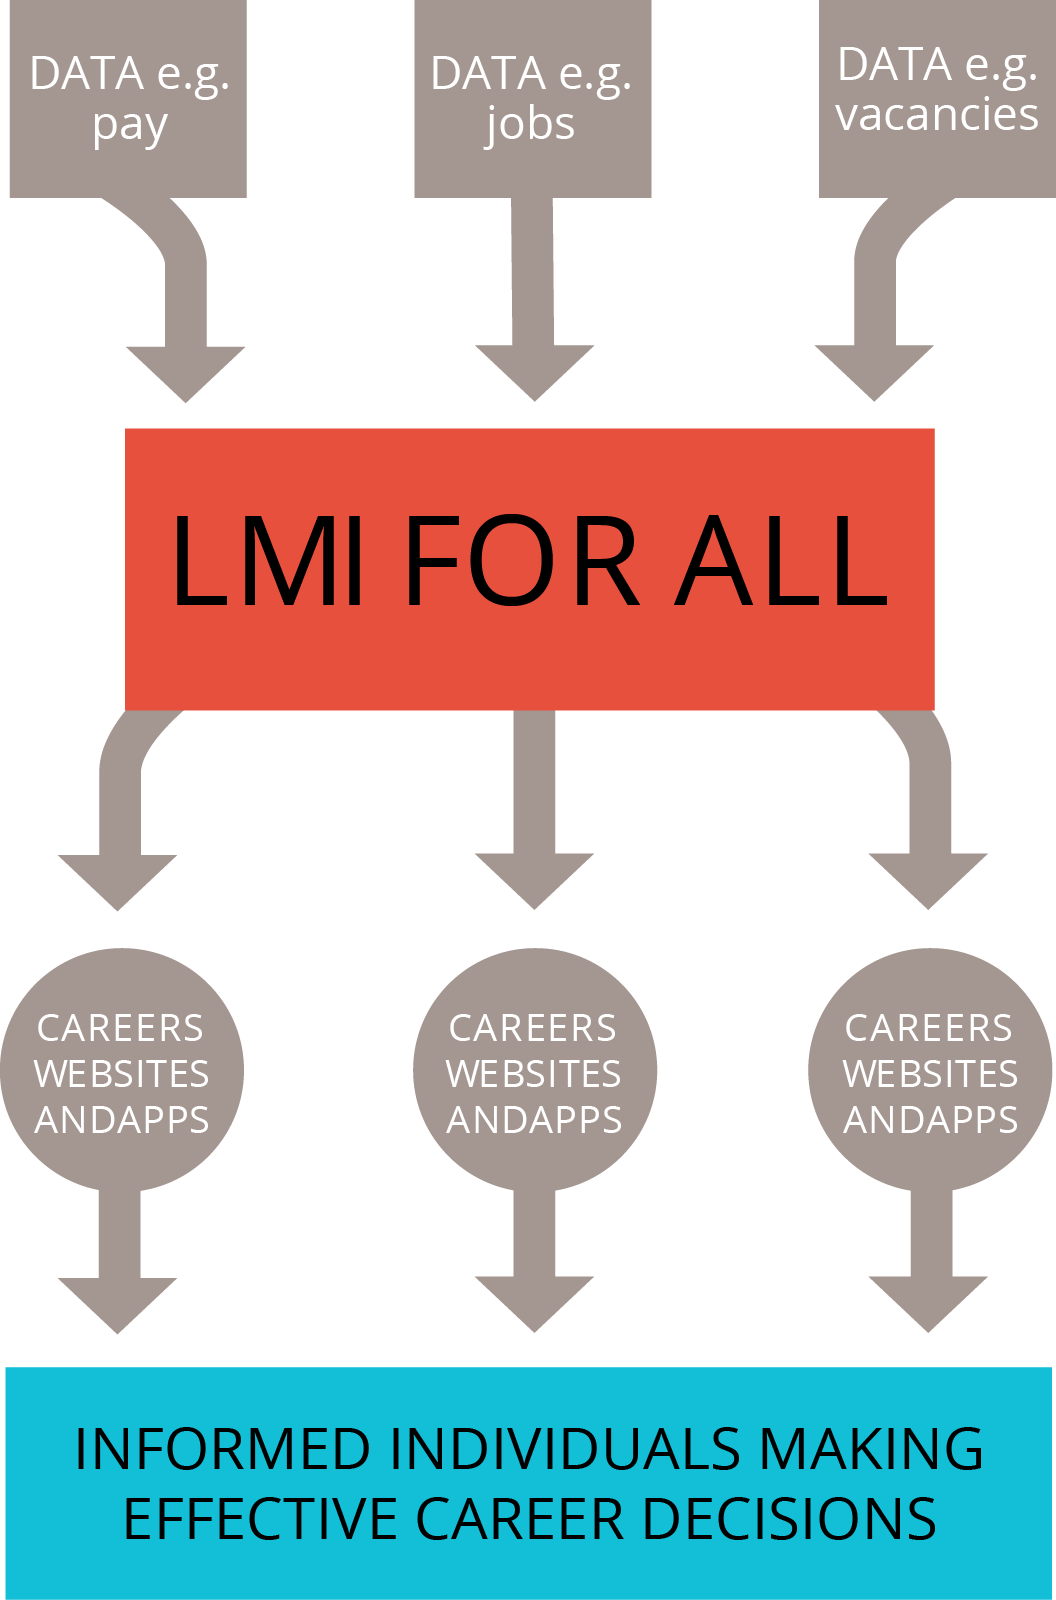 DATA e.g.
pay
DATA e.g.
jobs
DATA e.g.
vacancies
LMI FOR ALL
CAREERS
WEBSITES
ANDAPPS
CAREERS
WEBSITES
ANDAPPS
CAREERS
WEBSITES
ANDAPPS
INFORMED INDIVIDUALS MAKING
EFFECTIVE CAREER DECISIONS